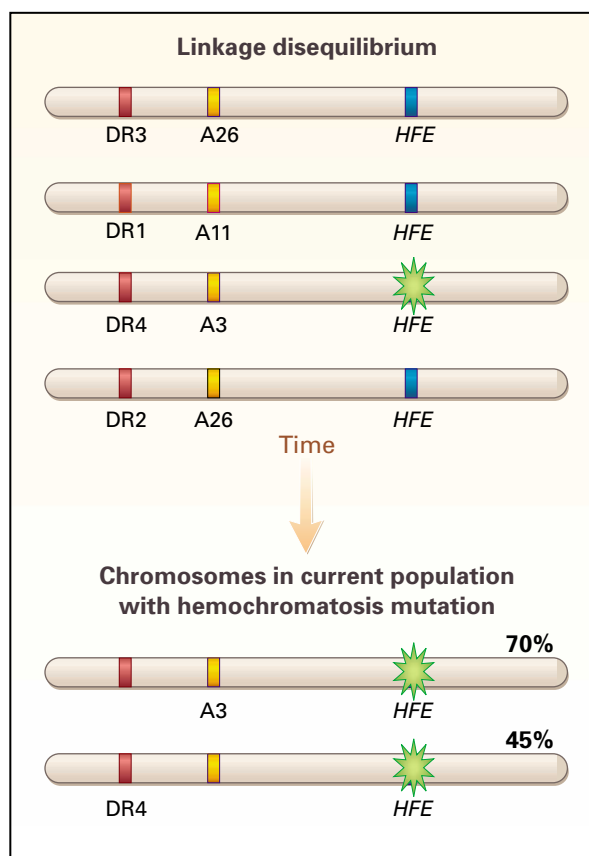 Linkage disequilibrium
DR3 A26 HFE
DR1 A11 HFE
DR4 A3 HFE
DR2 A26 HFE
Time
Chromosomes in current population
with hemochromatosis mutation
70%
A3 HFE
45%
DR4 HFE